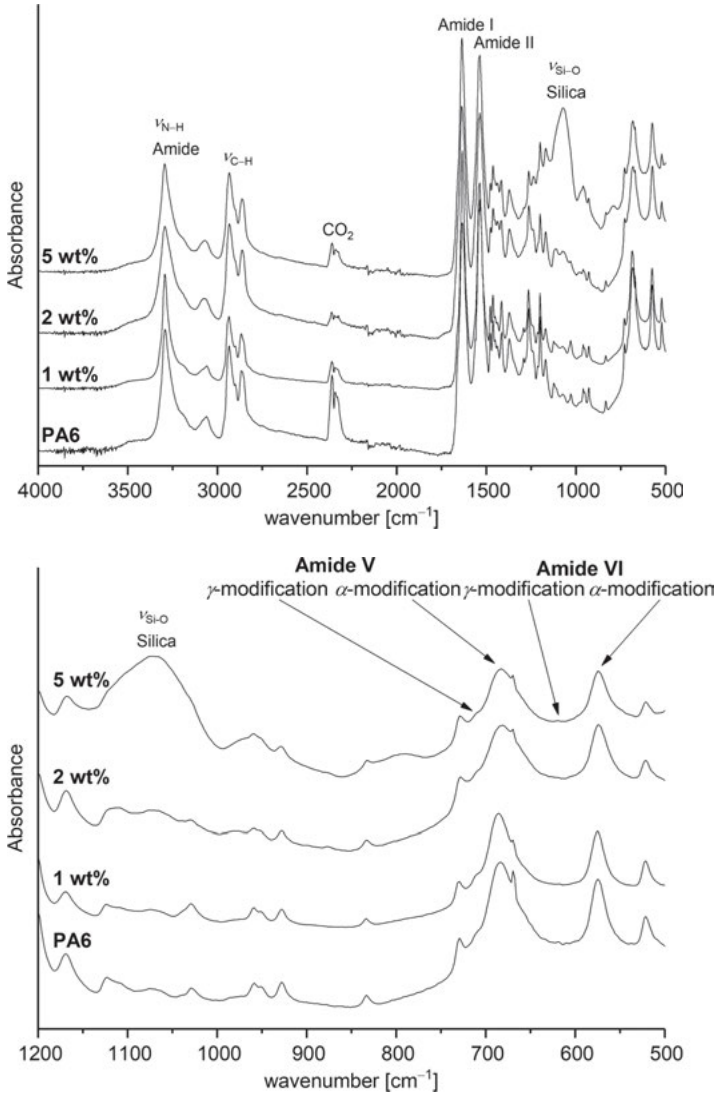 Amide I
Amide II
νSi–O
Silica
νN–H
Amide
νC–H
CO2
5 wt%
2 wt%
1 wt%
PA6
Absorbance
4000 3500 3000 2500 2000 1500 1000 500
wavenumber [cm−1]
Amide V Amide VI
γ-modification α-modification γ-modification α-modification
νSi-O
Silica
5 wt%
2 wt%
1 wt%
PA6
Absorbance
1200 1100 1000 900 800 700 600 500
wavenumber [cm−1]